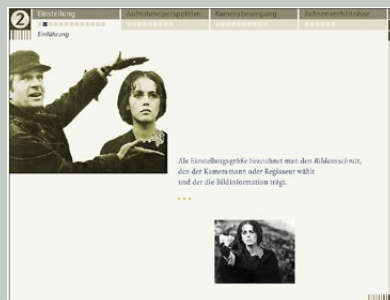 2
Einstellung
Aufnahmeperspektive
Kamerabewegung
Achsenverhältnisse
Einführung
Als Einstellungsgröße bezeichnet man den Bildausschnitt,
den der Kameramann oder Regisseur wählt
und der die Bildinformation trägt.